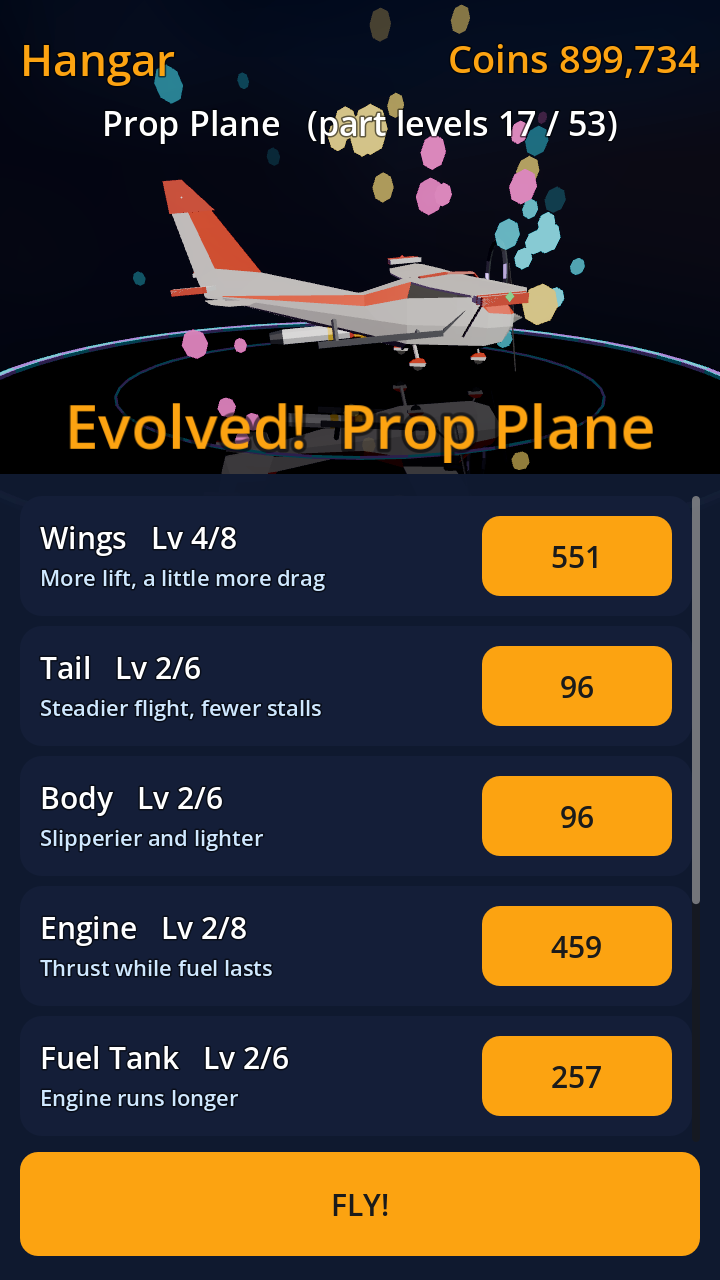 Hangar
Coins 899,734
Prop Plane (part levels 17 / 53)
Evolved! Prop Plane
Wings Lv 4/8
More lift, a little more drag
551
Tail Lv 2/6
Steadier flight, fewer stalls
96
Body Lv 2/6
Slipperier and lighter
96
Engine Lv 2/8
Thrust while fuel lasts
459
Fuel Tank Lv 2/6
Engine runs longer
257
FLY!